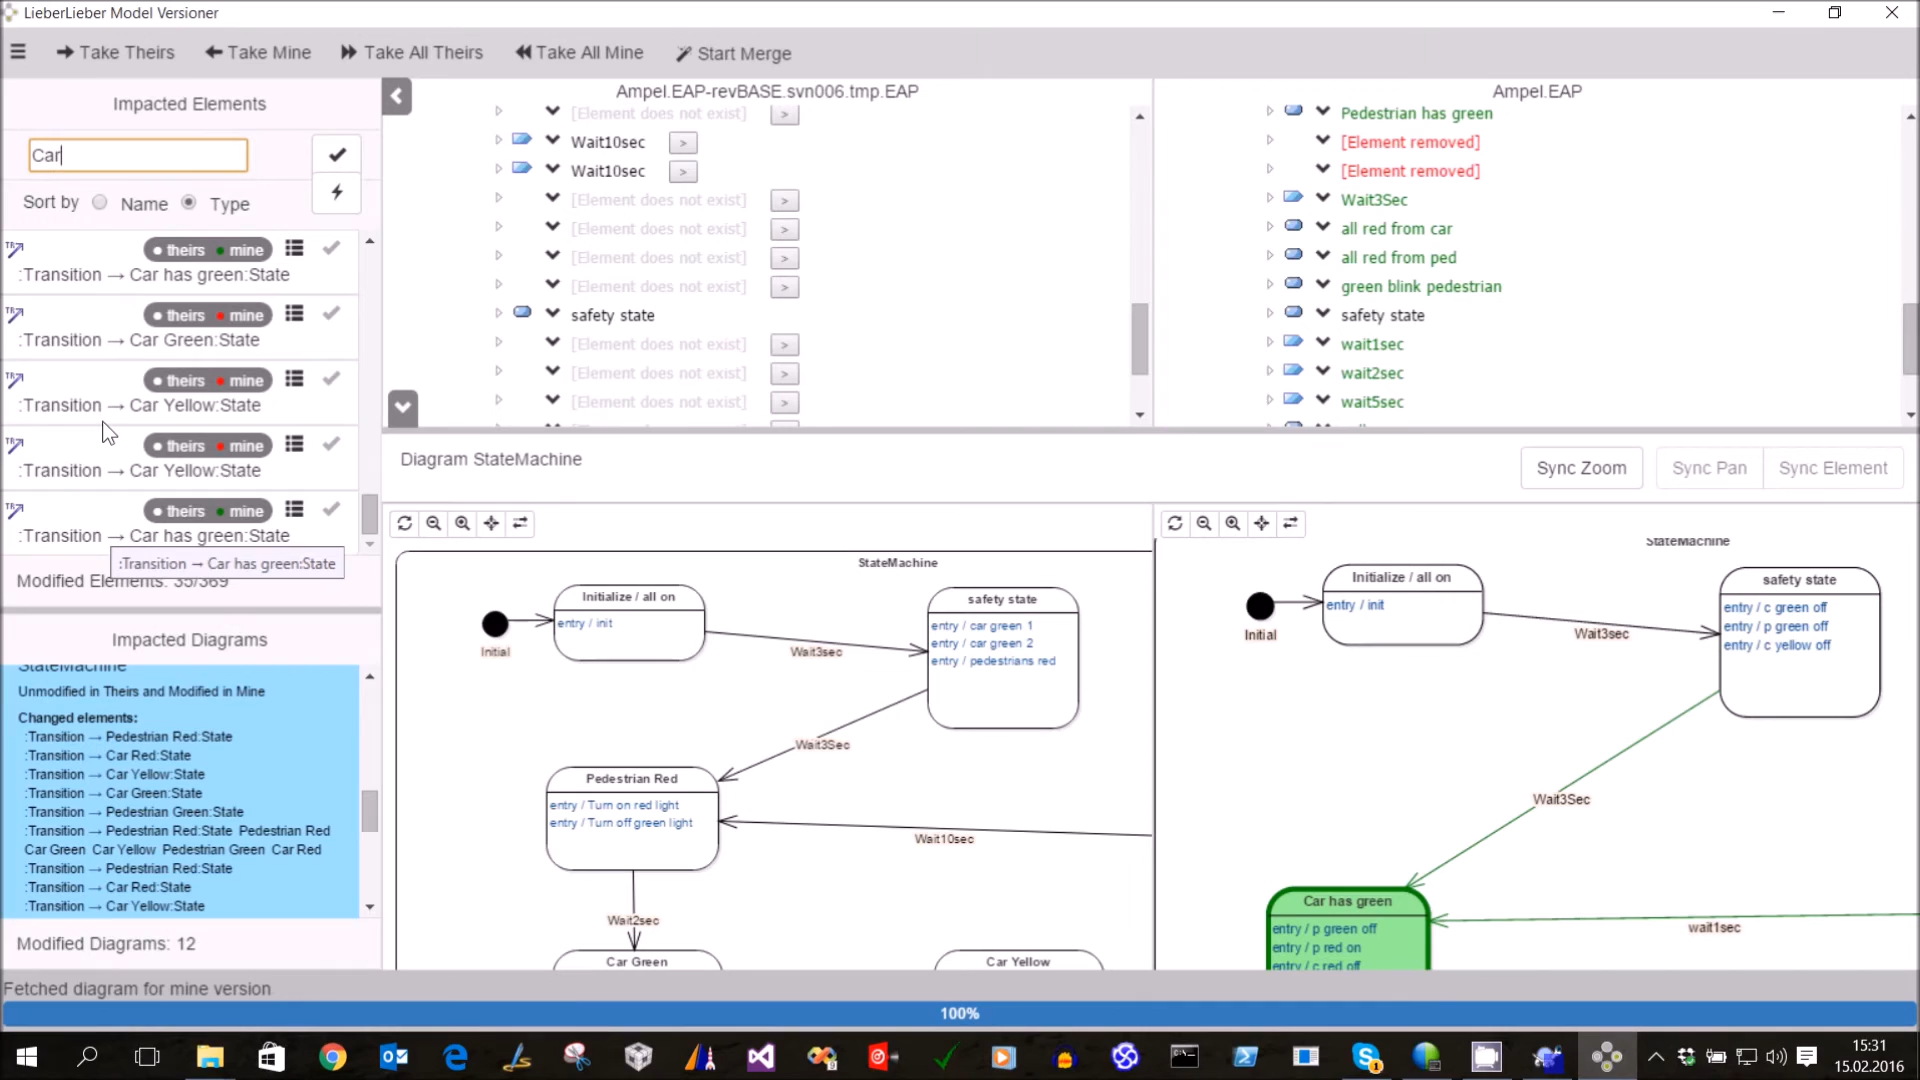 LieberLieber Model Versioner
Take Theirs Take Mine Take All Theirs Take All Mine Start Merge
Impacted Elements
Car
Sort by Name Type
theirs mine
:Transition → Car has green:State
theirs mine
:Transition → Car Green:State
theirs mine
:Transition → Car Yellow:State
theirs mine
:Transition → Car Yellow:State
theirs mine
:Transition → Car has green:State
:Transition → Car has green:State
Modified Elements: 35/369
Impacted Diagrams
StateMachine
Unmodified in Theirs and Modified in Mine
Changed elements:
:Transition → Pedestrian Red:State
:Transition → Car Red:State
:Transition → Car Yellow:State
:Transition → Car Green:State
:Transition → Pedestrian Green:State
:Transition → Pedestrian Red:State Pedestrian Red
Car Green Car Yellow Pedestrian Green Car Red
:Transition → Pedestrian Red:State
:Transition → Car Red:State
:Transition → Car Yellow:State
Modified Diagrams: 12
Ampel.EAP-revBASE.svn006.tmp.EAP
[Element does not exist] >
Wait10sec >
Wait10sec >
[Element does not exist] >
[Element does not exist] >
[Element does not exist] >
[Element does not exist] >
safety state
[Element does not exist] >
[Element does not exist] >
[Element does not exist] >
Ampel.EAP
Pedestrian has green
[Element removed]
[Element removed]
Wait3Sec
all red from car
all red from ped
green blink pedestrian
safety state
wait1sec
wait2sec
wait5sec
Diagram StateMachine
Sync Zoom Sync Pan Sync Element
StateMachine
Initial
Initialize / all on
entry / init
Wait3sec
safety state
entry / car green 1
entry / car green 2
entry / pedestrians red
Wait3Sec
Pedestrian Red
entry / Turn on red light
entry / Turn off green light
Wait10sec
Wait2sec
Car Green
Car Yellow
StateMachine
Initial
Initialize / all on
entry / init
Wait3sec
safety state
entry / c green off
entry / p green off
entry / c yellow off
Wait3Sec
Car has green
entry / p green off
entry / p red on
entry / c red off
wait1sec
Fetched diagram for mine version
100%
15:31
15.02.2016